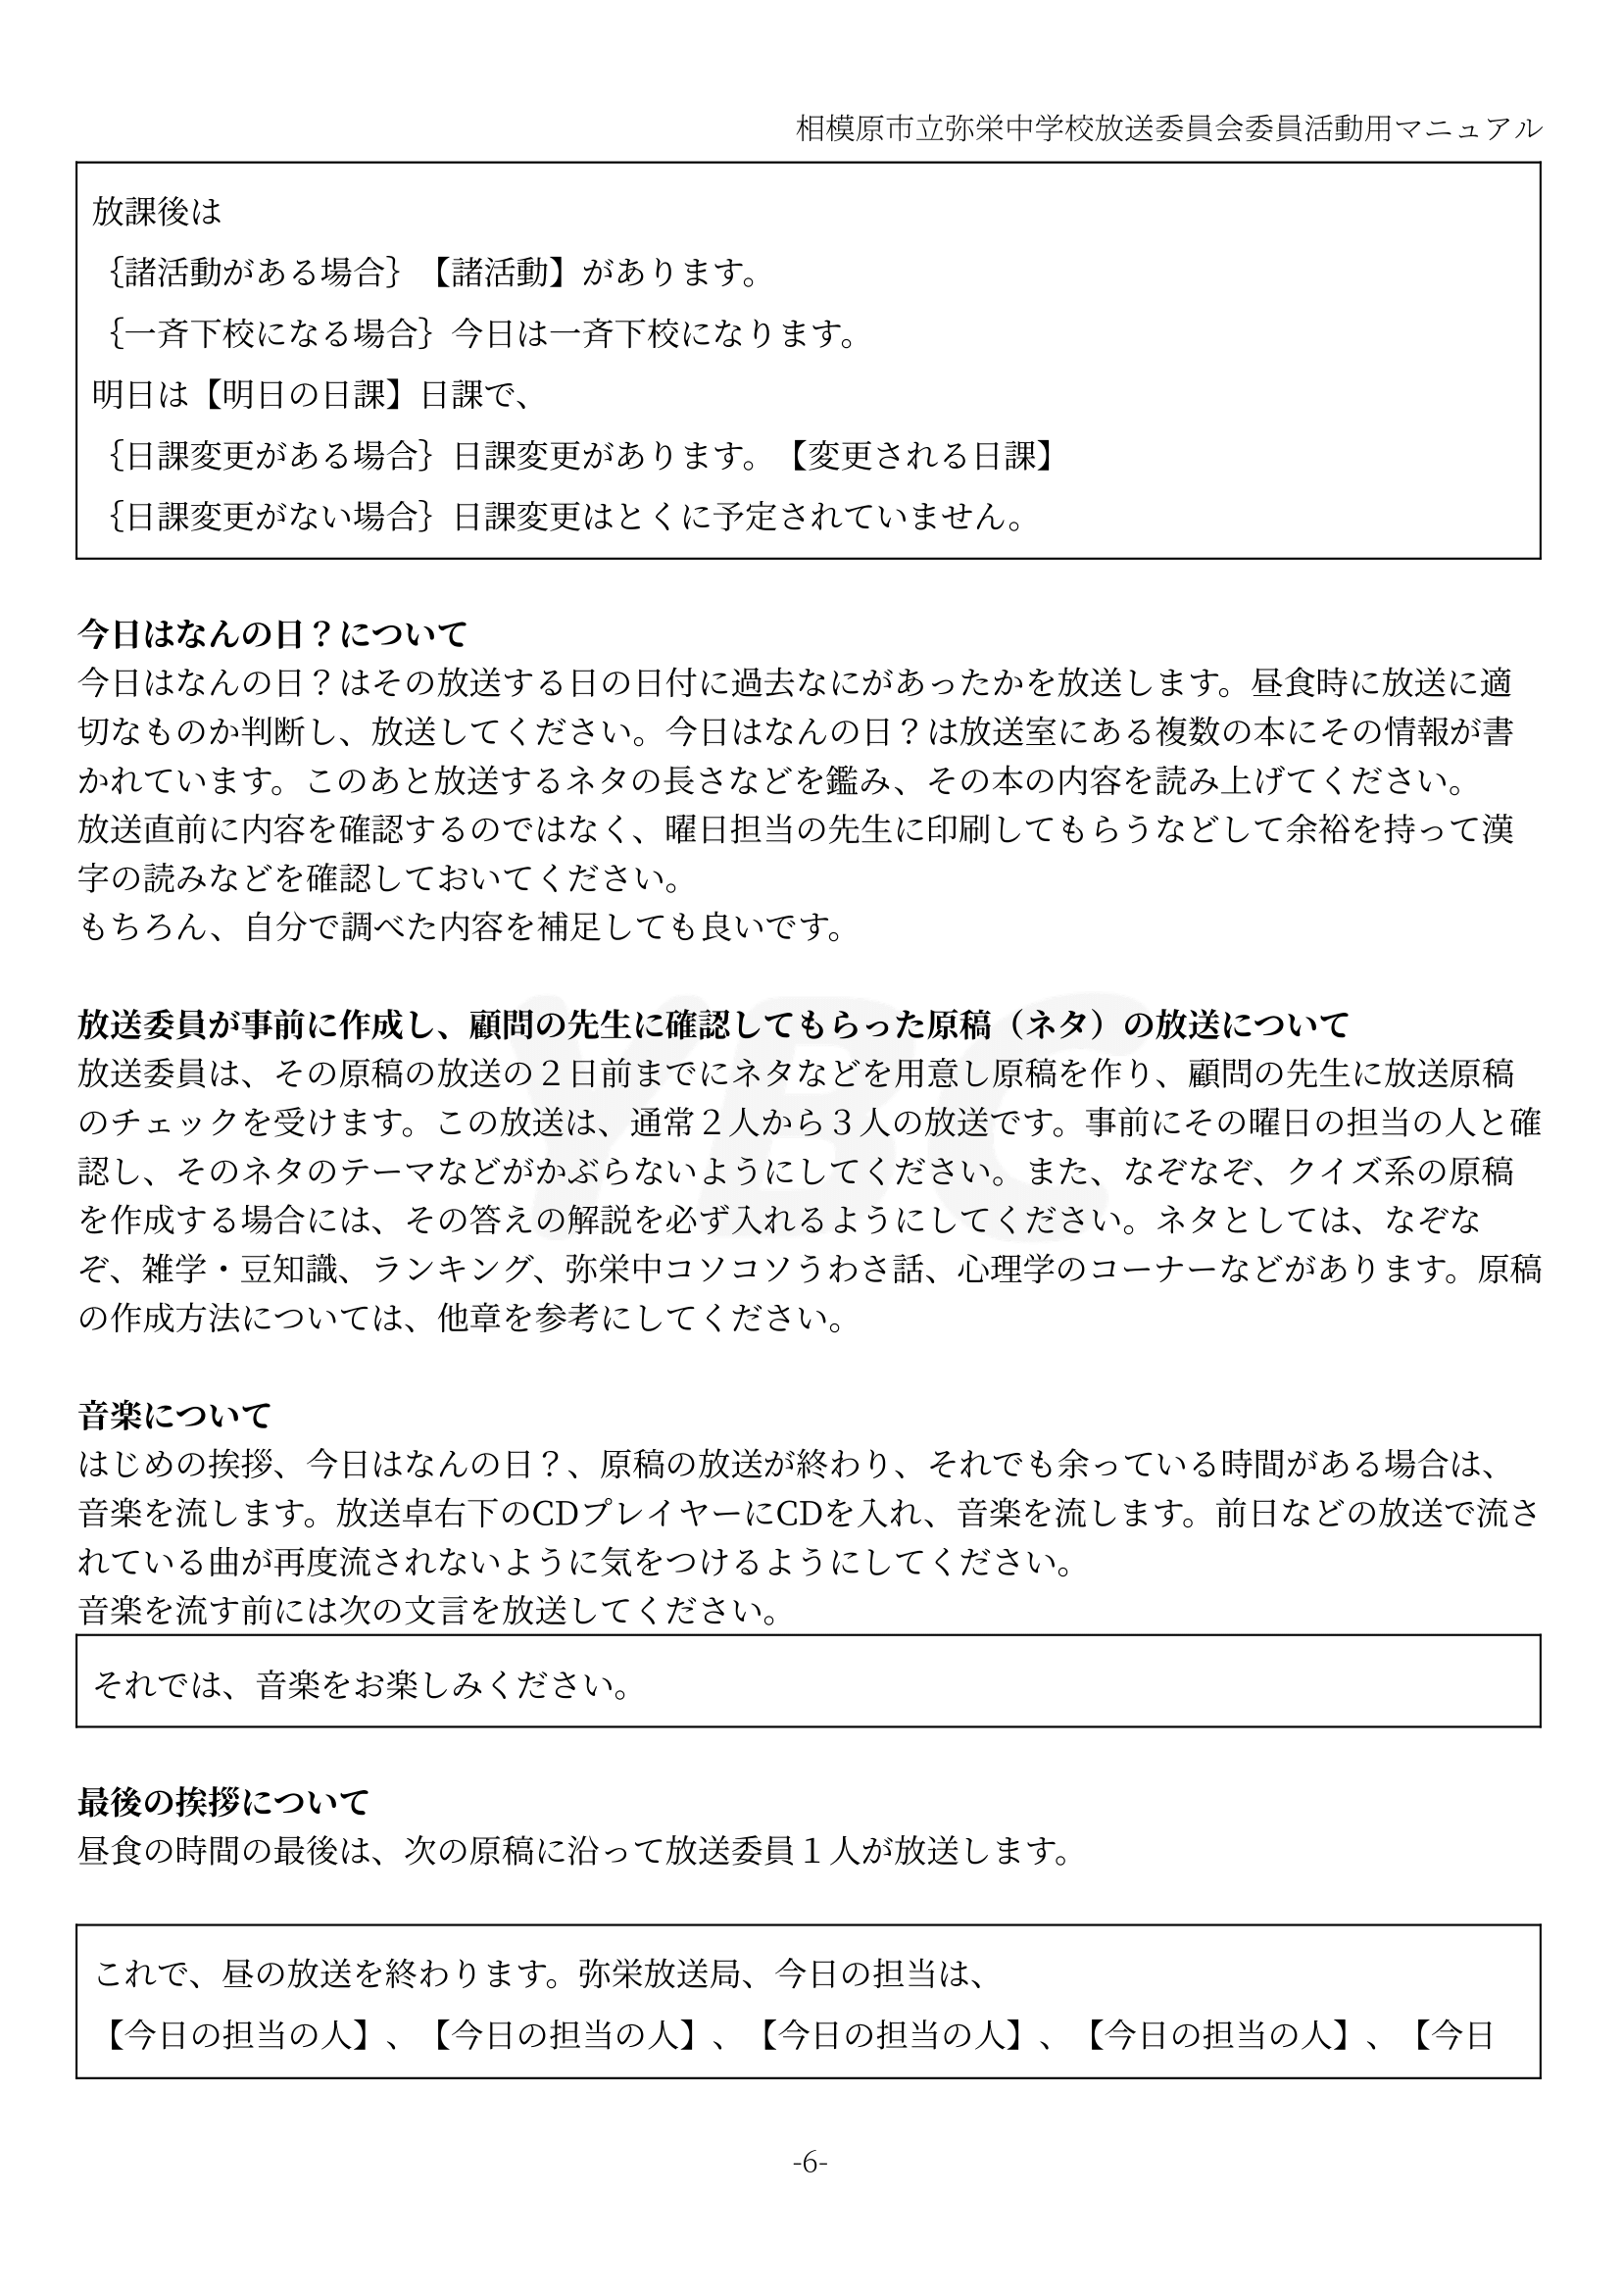 相模原市立弥栄中学校放送委員会委員活動用マニュアル
放課後は
｛諸活動がある場合｝【諸活動】があります。
｛一斉下校になる場合｝今日は一斉下校になります。
明日は【明日の日課】日課で、
｛日課変更がある場合｝日課変更があります。【変更される日課】
｛日課変更がない場合｝日課変更はとくに予定されていません。
今日はなんの日？について
今日はなんの日？はその放送する日の日付に過去なにがあったかを放送します。昼食時に放送に適
切なものか判断し、放送してください。今日はなんの日？は放送室にある複数の本にその情報が書
かれています。このあと放送するネタの長さなどを鑑み、その本の内容を読み上げてください。
放送直前に内容を確認するのではなく、曜日担当の先生に印刷してもらうなどして余裕を持って漢
字の読みなどを確認しておいてください。
もちろん、自分で調べた内容を補足しても良いです。
放送委員が事前に作成し、顧問の先生に確認してもらった原稿（ネタ）の放送について
放送委員は、その原稿の放送の２日前までにネタなどを用意し原稿を作り、顧問の先生に放送原稿
のチェックを受けます。この放送は、通常２人から３人の放送です。事前にその曜日の担当の人と確
認し、そのネタのテーマなどがかぶらないようにしてください。また、なぞなぞ、クイズ系の原稿
を作成する場合には、その答えの解説を必ず入れるようにしてください。ネタとしては、なぞな
ぞ、雑学・豆知識、ランキング、弥栄中コソコソうわさ話、心理学のコーナーなどがあります。原稿
の作成方法については、他章を参考にしてください。
YBC
音楽について
はじめの挨拶、今日はなんの日？、原稿の放送が終わり、それでも余っている時間がある場合は、
音楽を流します。放送卓右下のCDプレイヤーにCDを入れ、音楽を流します。前日などの放送で流さ
れている曲が再度流されないように気をつけるようにしてください。
音楽を流す前には次の文言を放送してください。
それでは、音楽をお楽しみください。
最後の挨拶について
昼食の時間の最後は、次の原稿に沿って放送委員１人が放送します。
これで、昼の放送を終わります。弥栄放送局、今日の担当は、
【今日の担当の人】、【今日の担当の人】、【今日の担当の人】、【今日の担当の人】、【今日
-6-